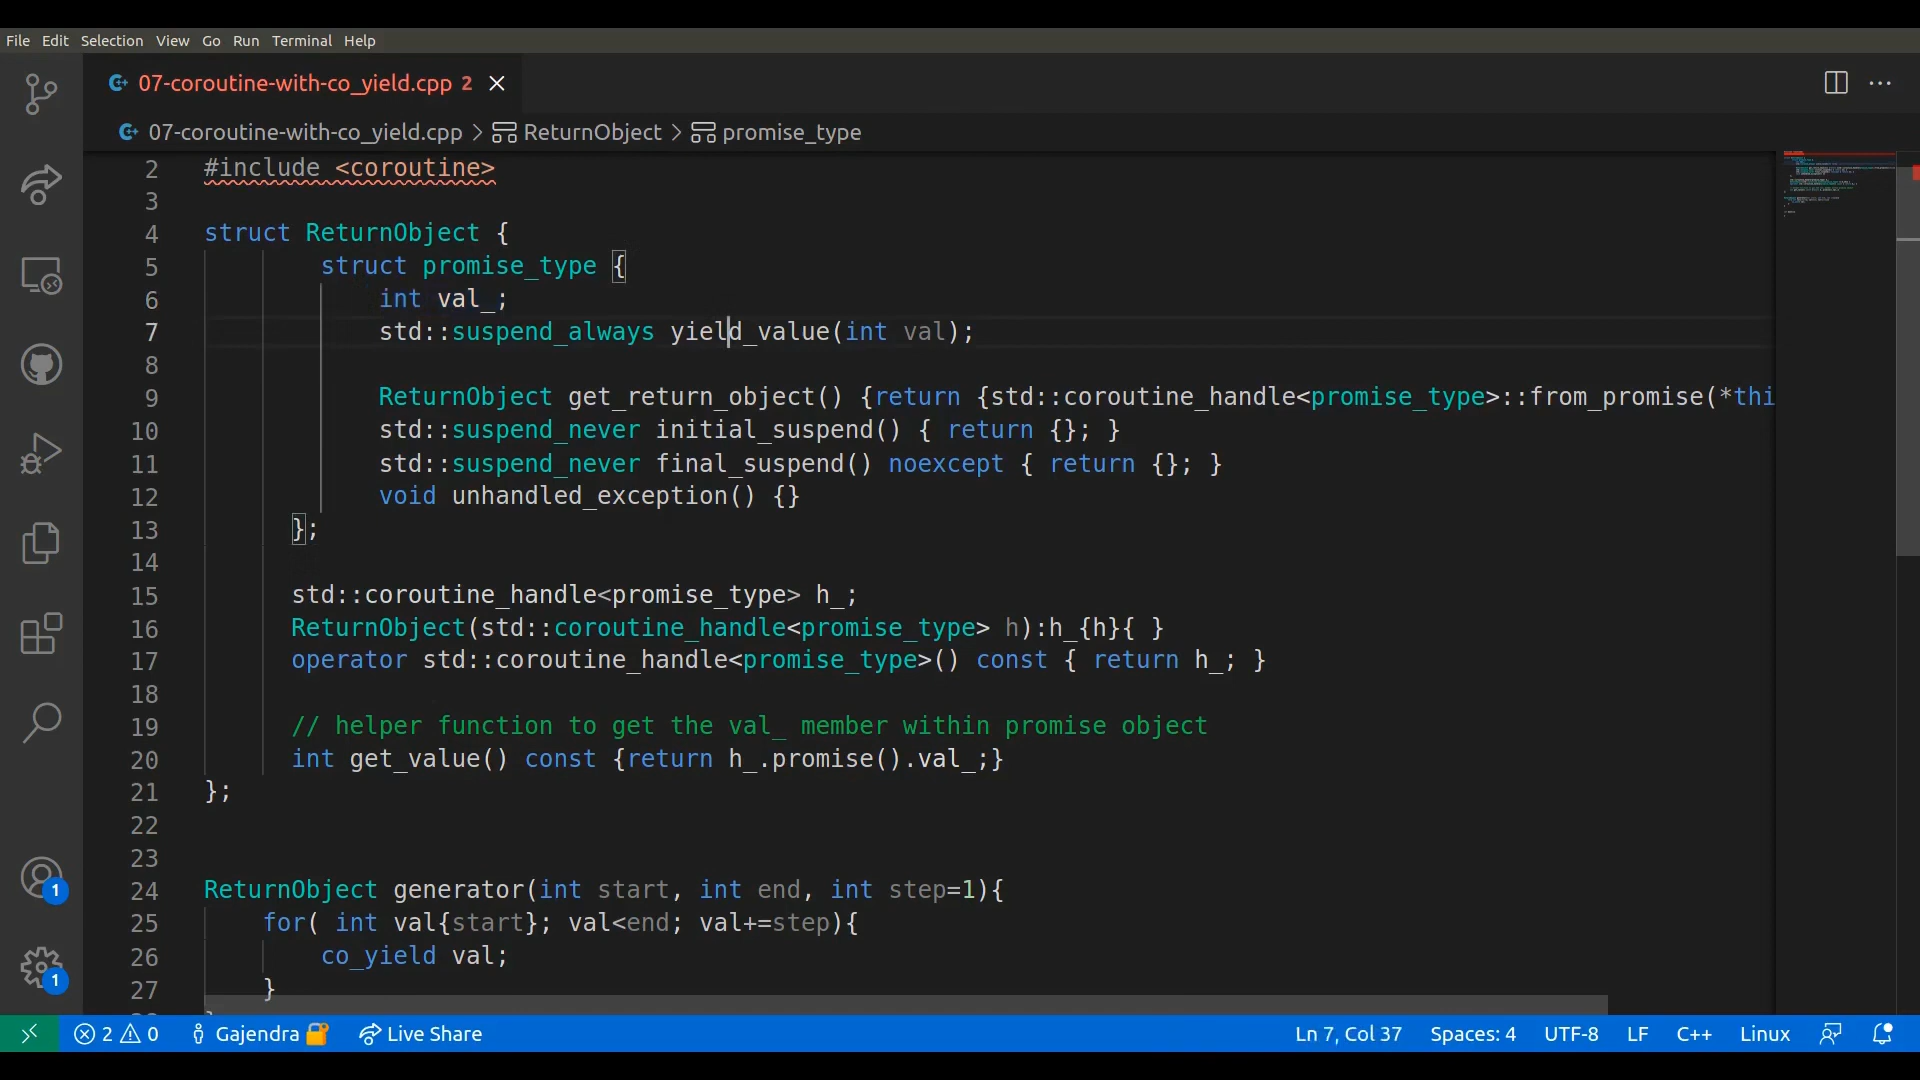 File Edit Selection View Go Run Terminal Help
07-coroutine-with-co_yield.cpp 2
07-coroutine-with-co_yield.cpp > ReturnObject > promise_type
2 #include <coroutine>
3
4 struct ReturnObject {
5 struct promise_type {
6 int val_;
7 std::suspend_always yield_value(int val);
8
9 ReturnObject get_return_object() {return {std::coroutine_handle<promise_type>::from_promise(*thi
10 std::suspend_never initial_suspend() { return {}; }
11 std::suspend_never final_suspend() noexcept { return {}; }
12 void unhandled_exception() {}
13 };
14
15 std::coroutine_handle<promise_type> h_;
16 ReturnObject(std::coroutine_handle<promise_type> h):h_{h}{ }
17 operator std::coroutine_handle<promise_type>() const { return h_; }
18
19 // helper function to get the val_ member within promise object
20 int get_value() const {return h_.promise().val_;}
21 };
22
23
24 ReturnObject generator(int start, int end, int step=1){
25 for( int val{start}; val<end; val+=step){
26 co_yield val;
27 }
1
1
2 0 Gajendra Live Share Ln 7, Col 37 Spaces: 4 UTF-8 LF C++ Linux